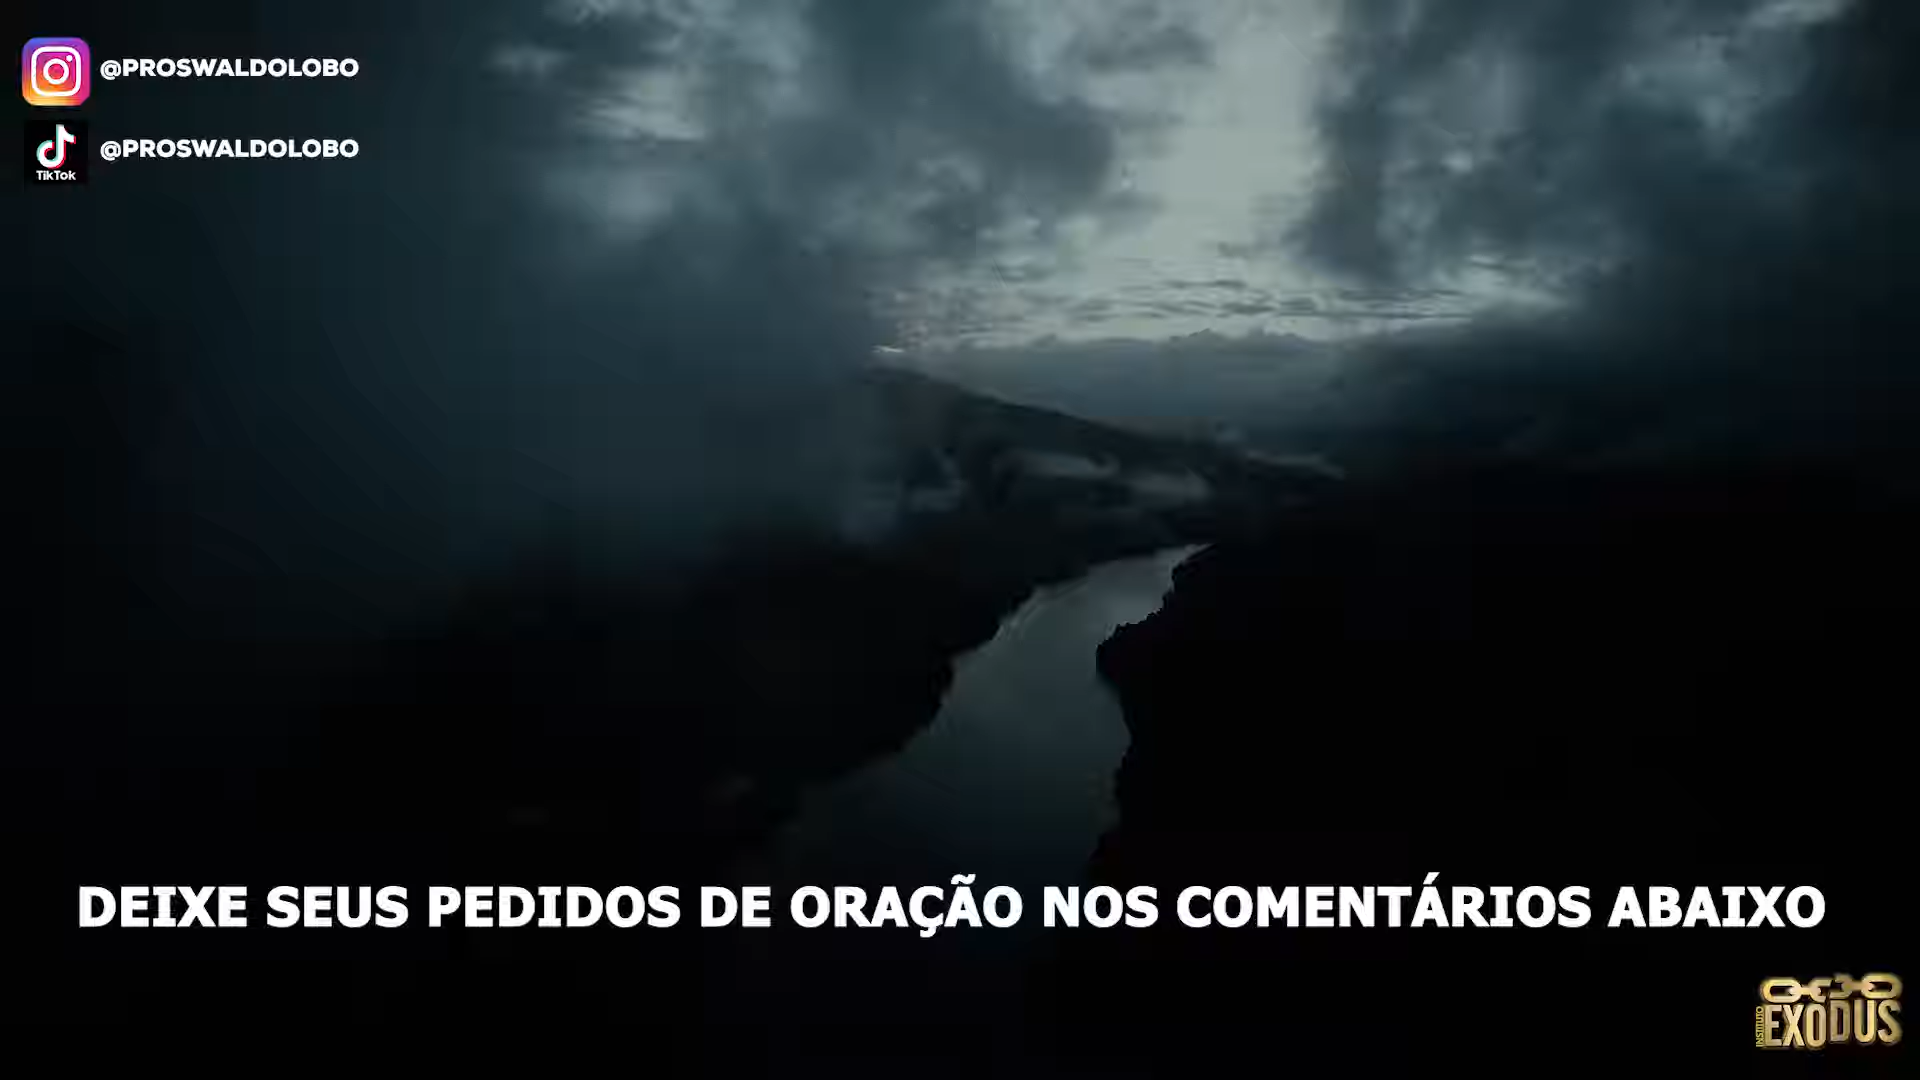 @PROSWALDOLOBO
TikTok
@PROSWALDOLOBO
DEIXE SEUS PEDIDOS DE ORAÇÃO NOS COMENTÁRIOS ABAIXO
INSTITUTO
EXODUS